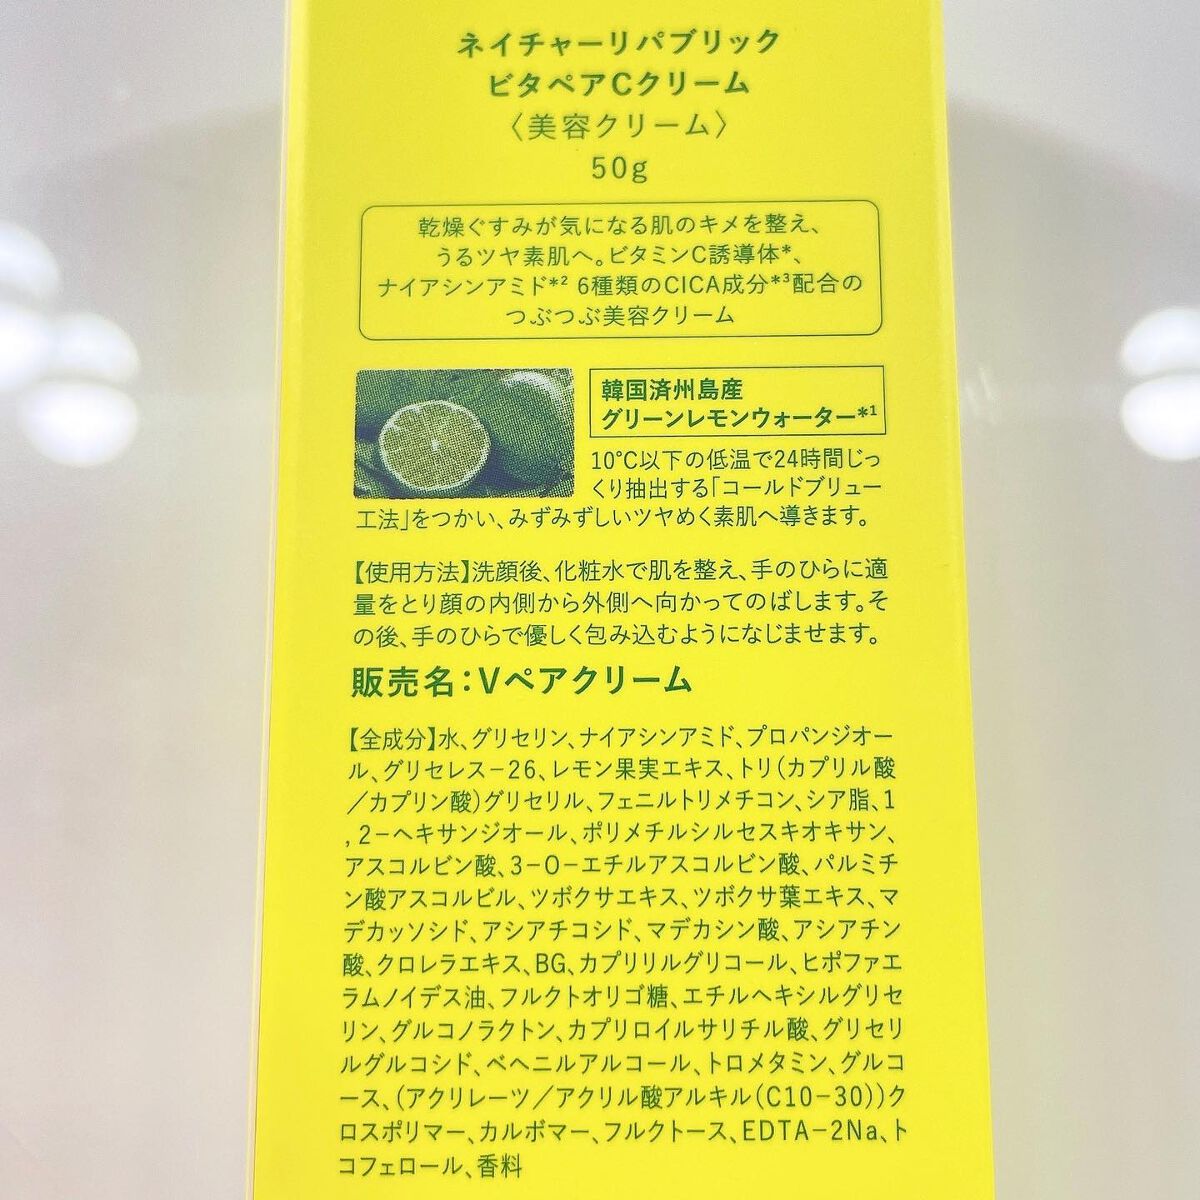 ネイチャーリパブリック
ビタペアCクリーム
〈美容クリーム〉
50g
乾燥ぐすみが気になる肌のキメを整え、
うるツヤ素肌へ。ビタミンC誘導体*、
ナイアシンアミド*² 6種類のCICA成分*³配合の
つぶつぶ美容クリーム
韓国済州島産
グリーンレモンウォーター*¹
10℃以下の低温で24時間じっ
くり抽出する「コールドブリュー
工法」をつかい、みずみずしいツヤめく素肌へ導きます。
【使用方法】洗顔後、化粧水で肌を整え、手のひらに適
量をとり顔の内側から外側へ向かってのばします。そ
の後、手のひらで優しく包み込むようになじませます。
販売名：Vペアクリーム
【全成分】水、グリセリン、ナイアシンアミド、プロパンジオー
ル、グリセレス－26、レモン果実エキス、トリ(カプリル酸
／カプリン酸)グリセリル、フェニルトリメチコン、シア脂、1
，2－ヘキサンジオール、ポリメチルシルセスキオキサン、
アスコルビン酸、3－O－エチルアスコルビン酸、パルミチ
ン酸アスコルビル、ツボクサエキス、ツボクサ葉エキス、マ
デカッソシド、アシアチコシド、マデカシン酸、アシアチン
酸、クロレラエキス、BG、カプリリルグリコール、ヒポファエ
ラムノイデス油、フルクトオリゴ糖、エチルヘキシルグリセ
リン、グルコノラクトン、カプリロイルサリチル酸、グリセリ
ルグルコシド、ベヘニルアルコール、トロメタミン、グルコ
ース、(アクリレーツ／アクリル酸アルキル(C10－30))ク
ロスポリマー、カルボマー、フルクトース、EDTA－2Na、ト
コフェロール、香料